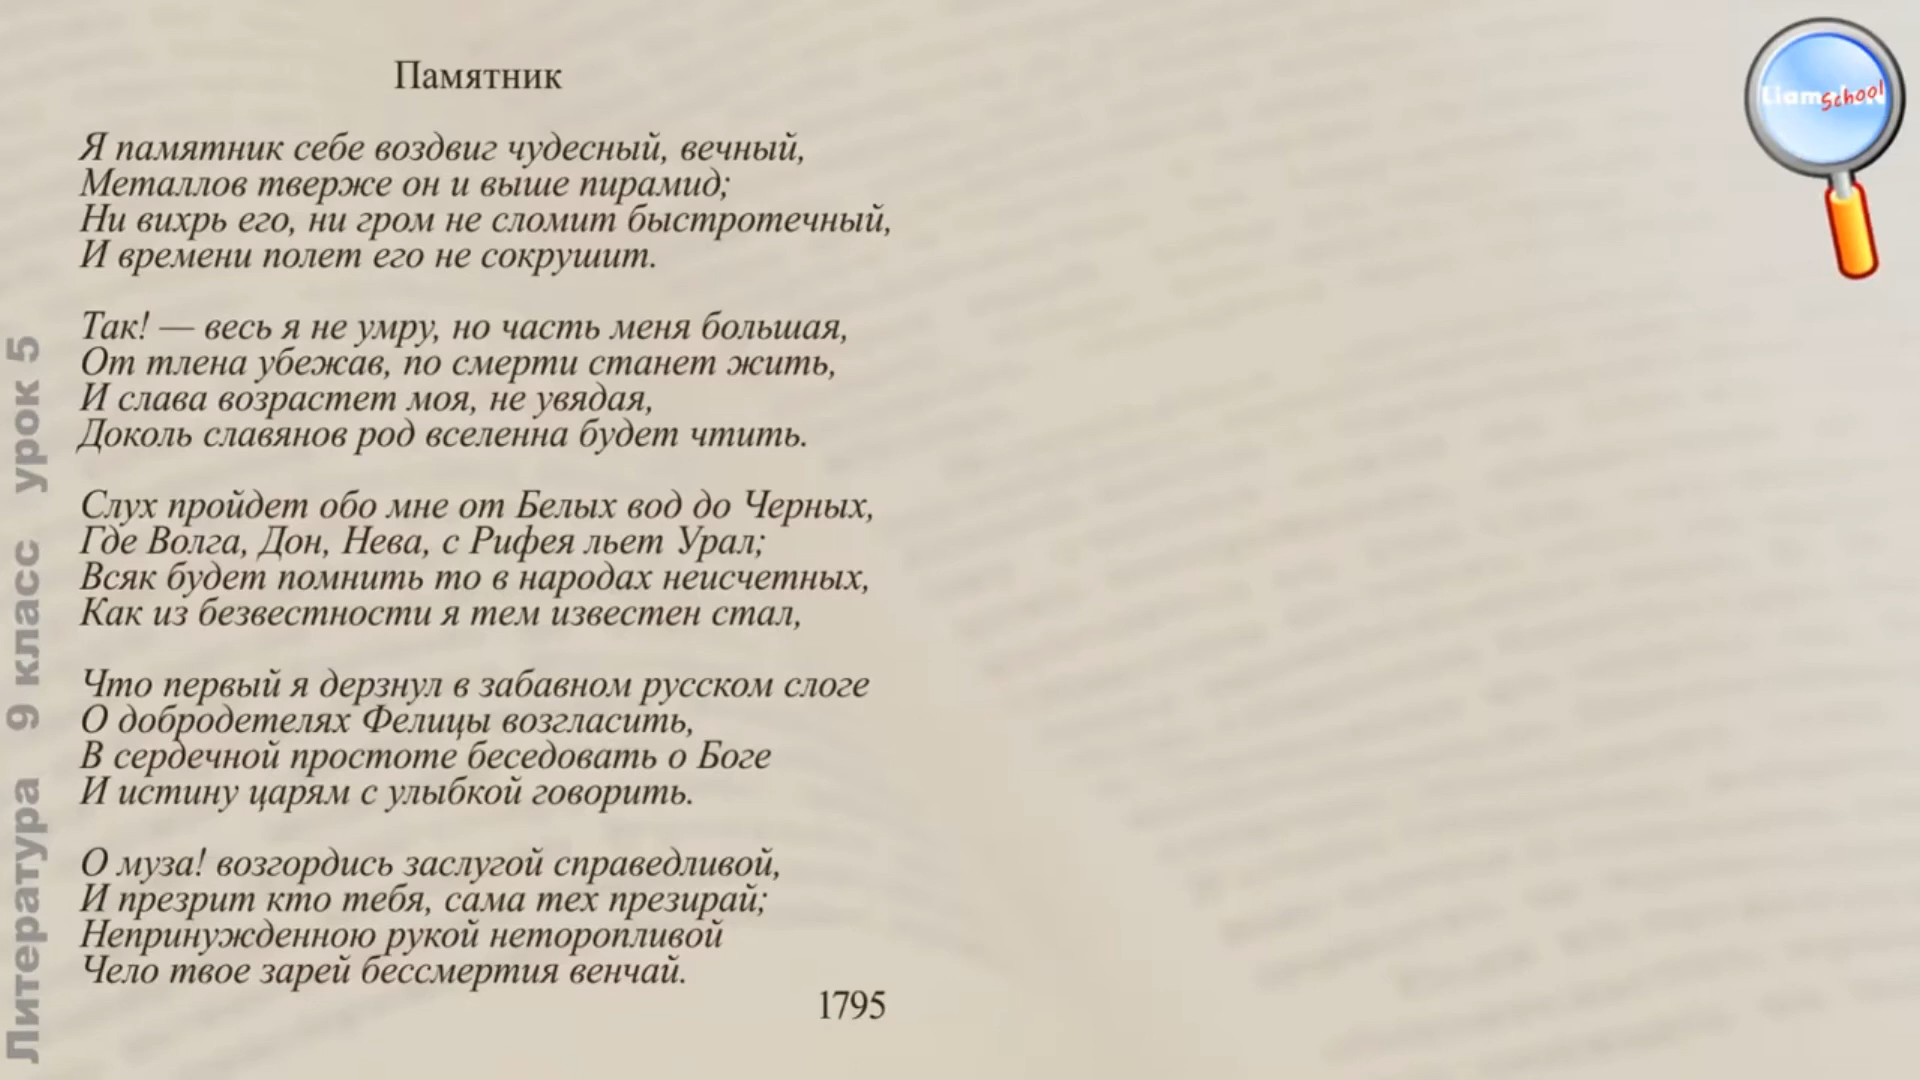 Памятник
Я памятник себе воздвиг чудесный, вечный,
Металлов тверже он и выше пирамид;
Ни вихрь его, ни гром не сломит быстротечный,
И времени полет его не сокрушит.
Так! — весь я не умру, но часть меня большая,
От тлена убежав, по смерти станет жить,
И слава возрастет моя, не увядая,
Доколь славянов род вселенна будет чтить.
Слух пройдет обо мне от Белых вод до Черных,
Где Волга, Дон, Нева, с Рифея льет Урал;
Всяк будет помнить то в народах неисчетных,
Как из безвестности я тем известен стал,
Что первый я дерзнул в забавном русском слоге
О добродетелях Фелицы возгласить,
В сердечной простоте беседовать о Боге
И истину царям с улыбкой говорить.
О муза! возгордись заслугой справедливой,
И презрит кто тебя, сама тех презирай;
Непринужденною рукой неторопливой
Чело твое зарей бессмертия венчай.
1795
Литература 9 класс урок 5
School